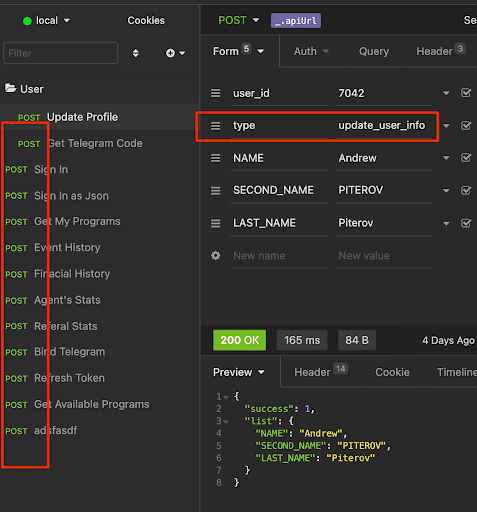 local
Cookies
POST
_.apiUrl
Se
Filter
Form 5
Auth
Query
Header 3
User
POST Update Profile
POST Get Telegram Code
POST Sign In
POST Sign In as Json
POST Get My Programs
POST Event History
POST Finacial History
POST Agent's Stats
POST Referal Stats
POST Bind Telegram
POST Refresh Token
POST Get Available Programs
POST adsfasdf
user_id 7042
type update_user_info
NAME Andrew
SECOND_NAME PITEROV
LAST_NAME Piterov
New name New value
200 OK 165 ms 84 B 4 Days Ago
Preview Header 14 Cookie Timeline
1 {
2 "success": 1,
3 "list": {
4 "NAME": "Andrew",
5 "SECOND_NAME": "PITEROV",
6 "LAST_NAME": "Piterov"
7 }
8 }